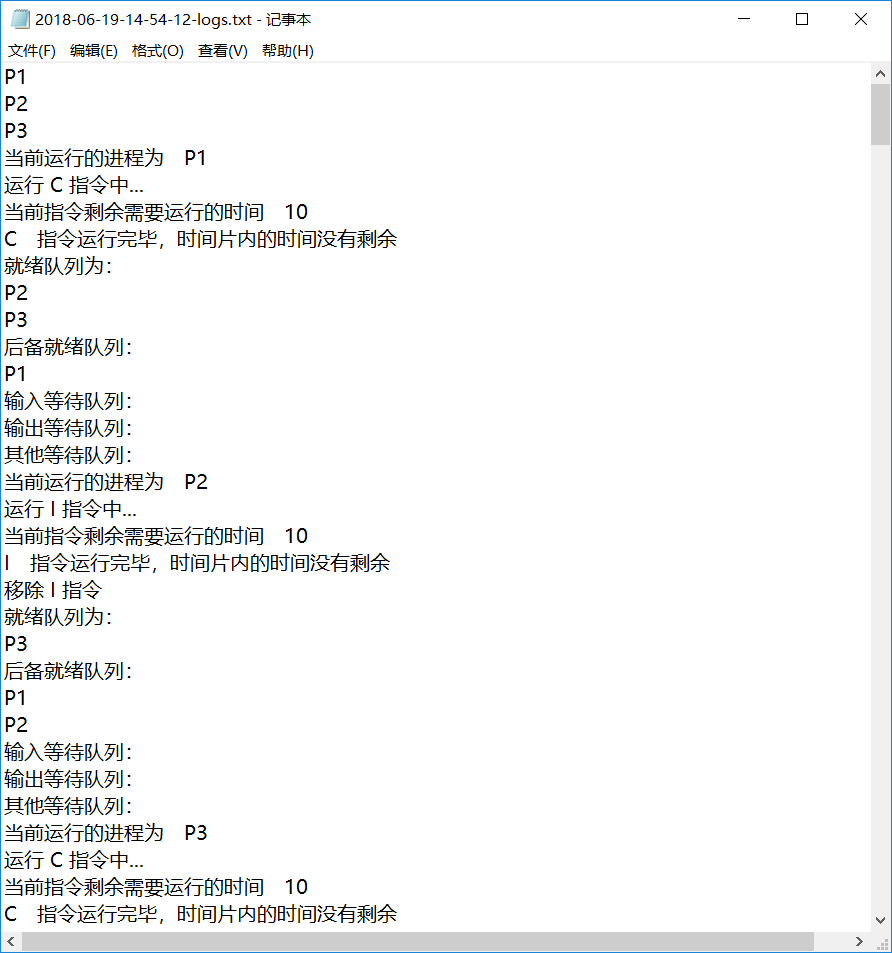 2018-06-19-14-54-12-logs.txt - 记事本
文件(F) 编辑(E) 格式(O) 查看(V) 帮助(H)
P1
P2
P3
当前运行的进程为 P1
运行 C 指令中...
当前指令剩余需要运行的时间 10
C 指令运行完毕，时间片内的时间没有剩余
就绪队列为：
P2
P3
后备就绪队列：
P1
输入等待队列：
输出等待队列：
其他等待队列：
当前运行的进程为 P2
运行 I 指令中...
当前指令剩余需要运行的时间 10
I 指令运行完毕，时间片内的时间没有剩余
移除 I 指令
就绪队列为：
P3
后备就绪队列：
P1
P2
输入等待队列：
输出等待队列：
其他等待队列：
当前运行的进程为 P3
运行 C 指令中...
当前指令剩余需要运行的时间 10
C 指令运行完毕，时间片内的时间没有剩余